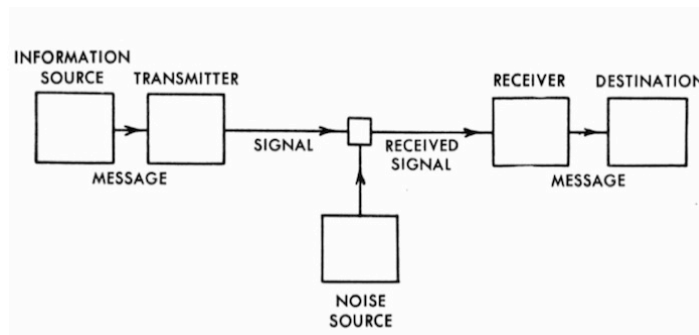 INFORMATION
SOURCE
TRANSMITTER
RECEIVER
DESTINATION
SIGNAL
RECEIVED
SIGNAL
MESSAGE
MESSAGE
NOISE
SOURCE